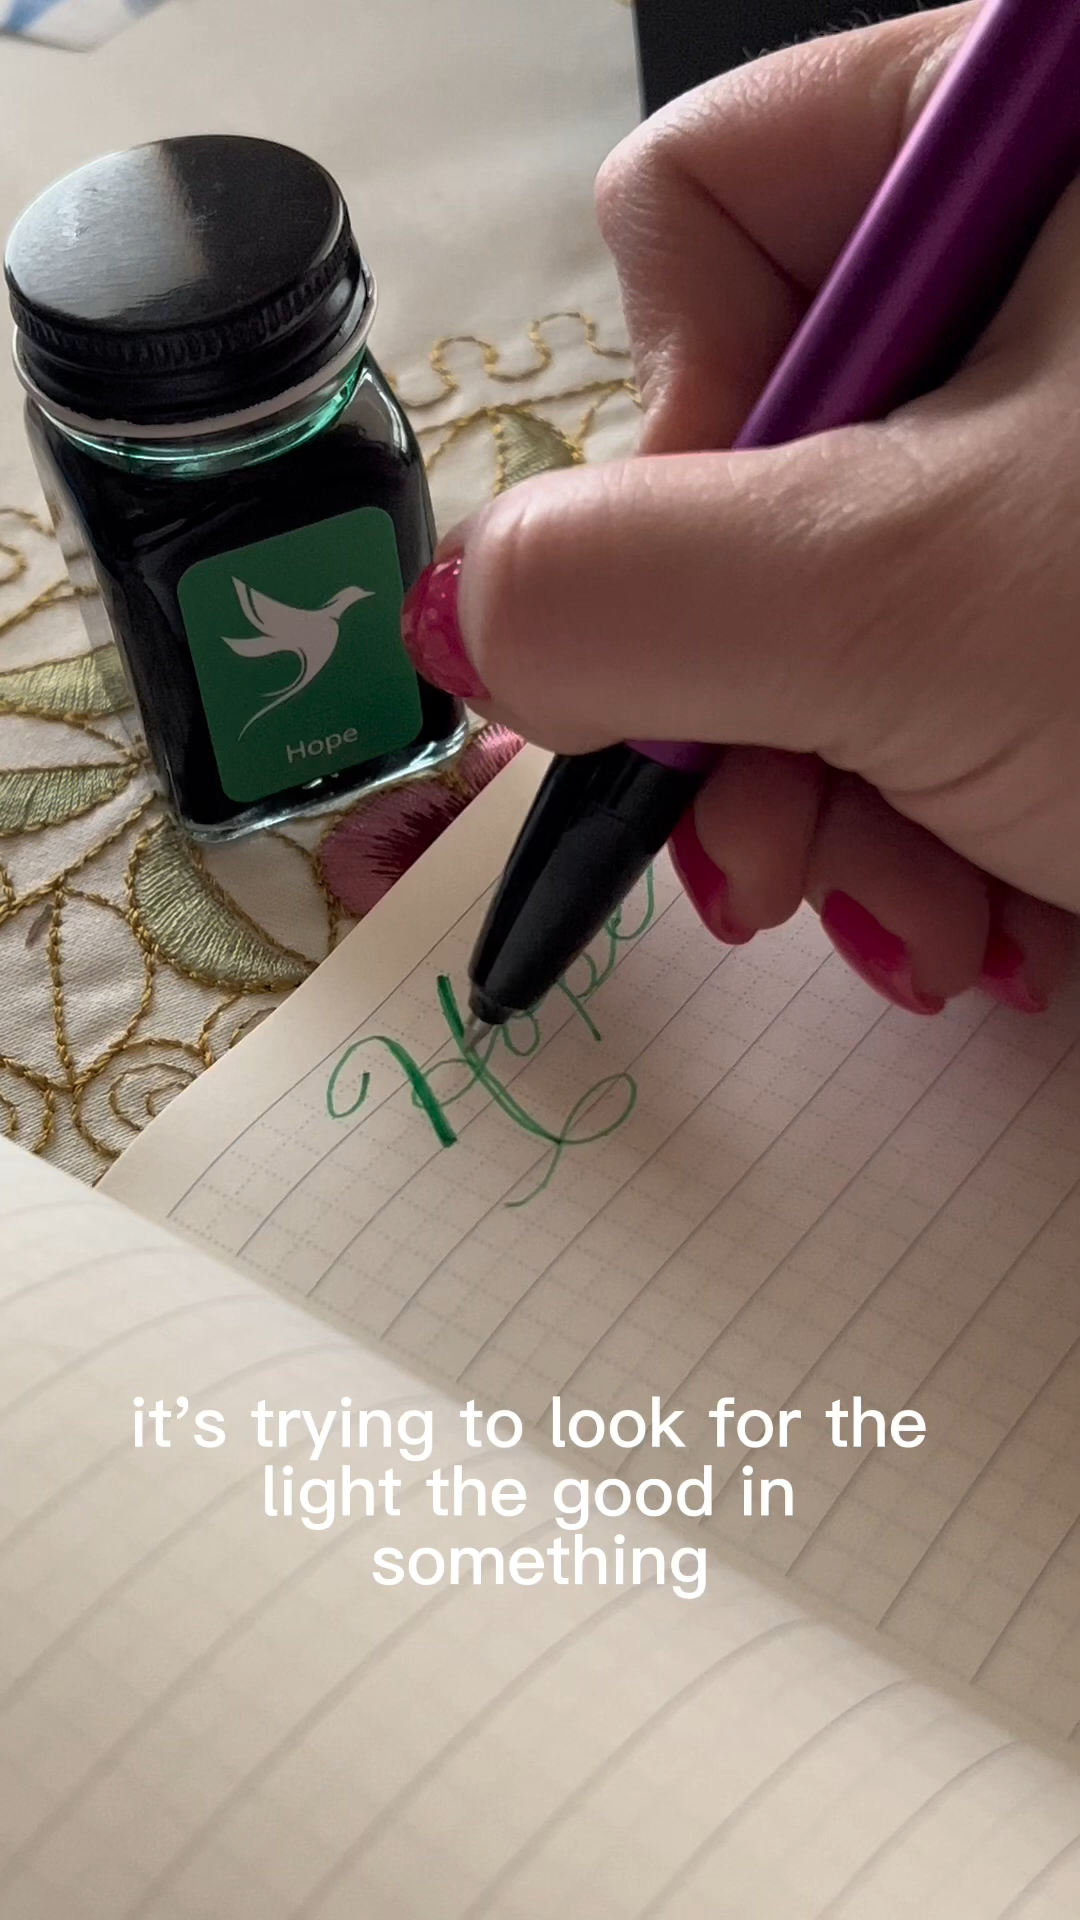 Hope
Hope
it's trying to look for the
light the good in
something